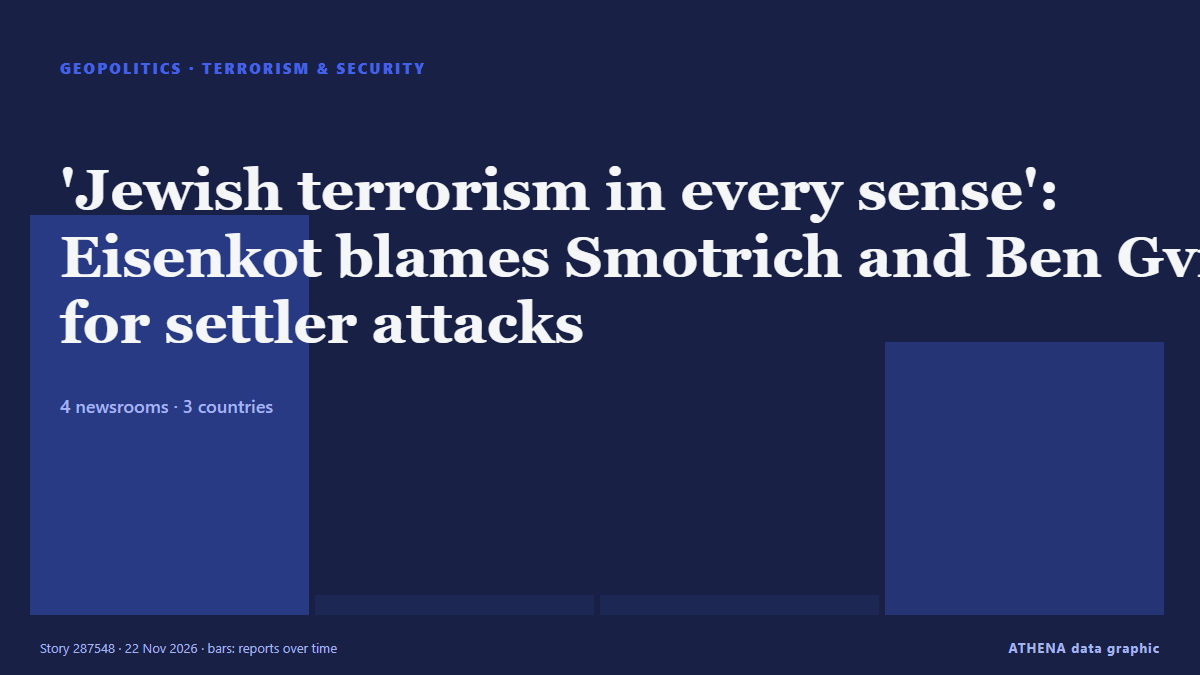 GEOPOLITICS · TERRORISM & SECURITY
'Jewish terrorism in every sense':
Eisenkot blames Smotrich and Ben
for settler attacks
4 newsrooms · 3 countries
Story 287548 · 22 Nov 2026 · bars: reports over time
ATHENA data graphic